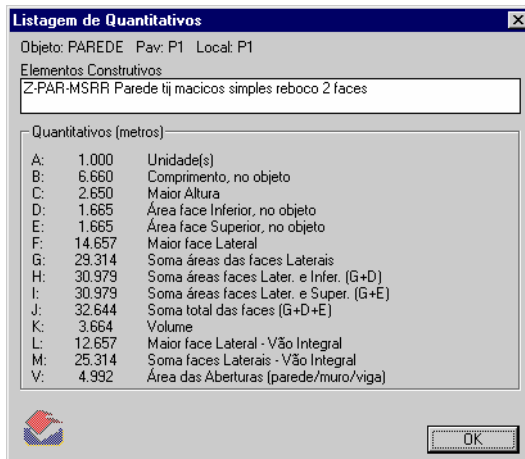 Listagem de Quantitativos
Objeto: PAREDE Pav: P1 Local: P1
Elementos Construtivos
Z-PAR-MSRR Parede tij macicos simples reboco 2 faces
Quantitativos (metros)
A: 1.000 Unidade(s)
B: 6.660 Comprimento, no objeto
C: 2.650 Maior Altura
D: 1.665 Área face Inferior, no objeto
E: 1.665 Área face Superior, no objeto
F: 14.657 Maior face Lateral
G: 29.314 Soma áreas das faces Laterais
H: 30.979 Soma áreas faces Later. e Infer. (G+D)
I: 30.979 Soma áreas faces Later. e Super. (G+E)
J: 32.644 Soma total das faces (G+D+E)
K: 3.664 Volume
L: 12.657 Maior face Lateral - Vão Integral
M: 25.314 Soma faces Laterais - Vão Integral
V: 4.992 Área das Aberturas (parede/muro/viga)
OK